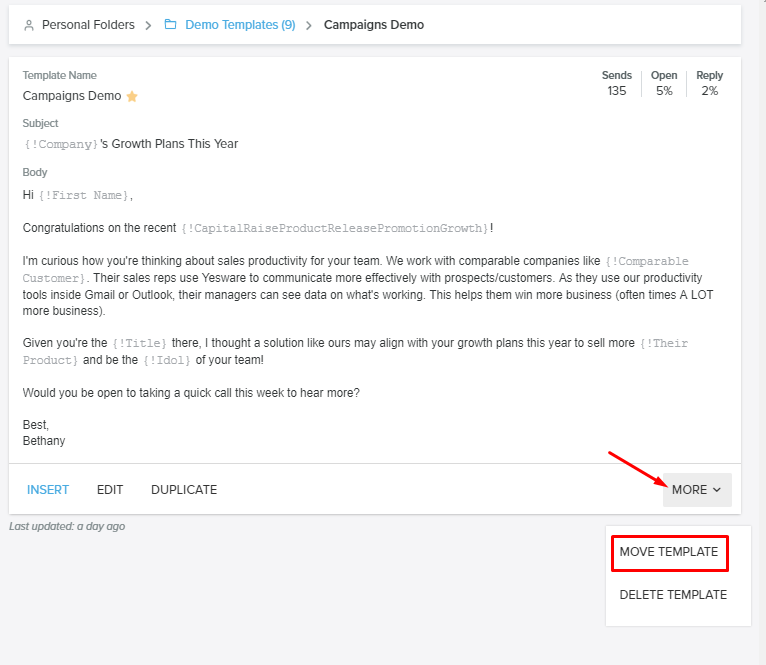 Personal Folders > Demo Templates (9) > Campaigns Demo
Template Name
Campaigns Demo
Sends Open Reply
135 5% 2%
Subject
{!Company}'s Growth Plans This Year
Body
Hi {!First Name},
Congratulations on the recent {!CapitalRaiseProductReleasePromotionGrowth}!
I'm curious how you're thinking about sales productivity for your team. We work with comparable companies like {!Comparable
Customer}. Their sales reps use Yesware to communicate more effectively with prospects/customers. As they use our productivity
tools inside Gmail or Outlook, their managers can see data on what's working. This helps them win more business (often times A LOT
more business).
Given you're the {!Title} there, I thought a solution like ours may align with your growth plans this year to sell more {!Their
Product} and be the {!Idol} of your team!
Would you be open to taking a quick call this week to hear more?
Best,
Bethany
INSERT EDIT DUPLICATE MORE
Last updated: a day ago
MOVE TEMPLATE
DELETE TEMPLATE